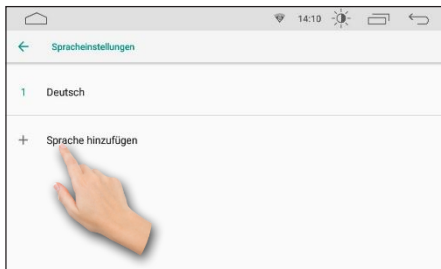 14:10
Spracheinstellungen
1 Deutsch
+ Sprache hinzufügen